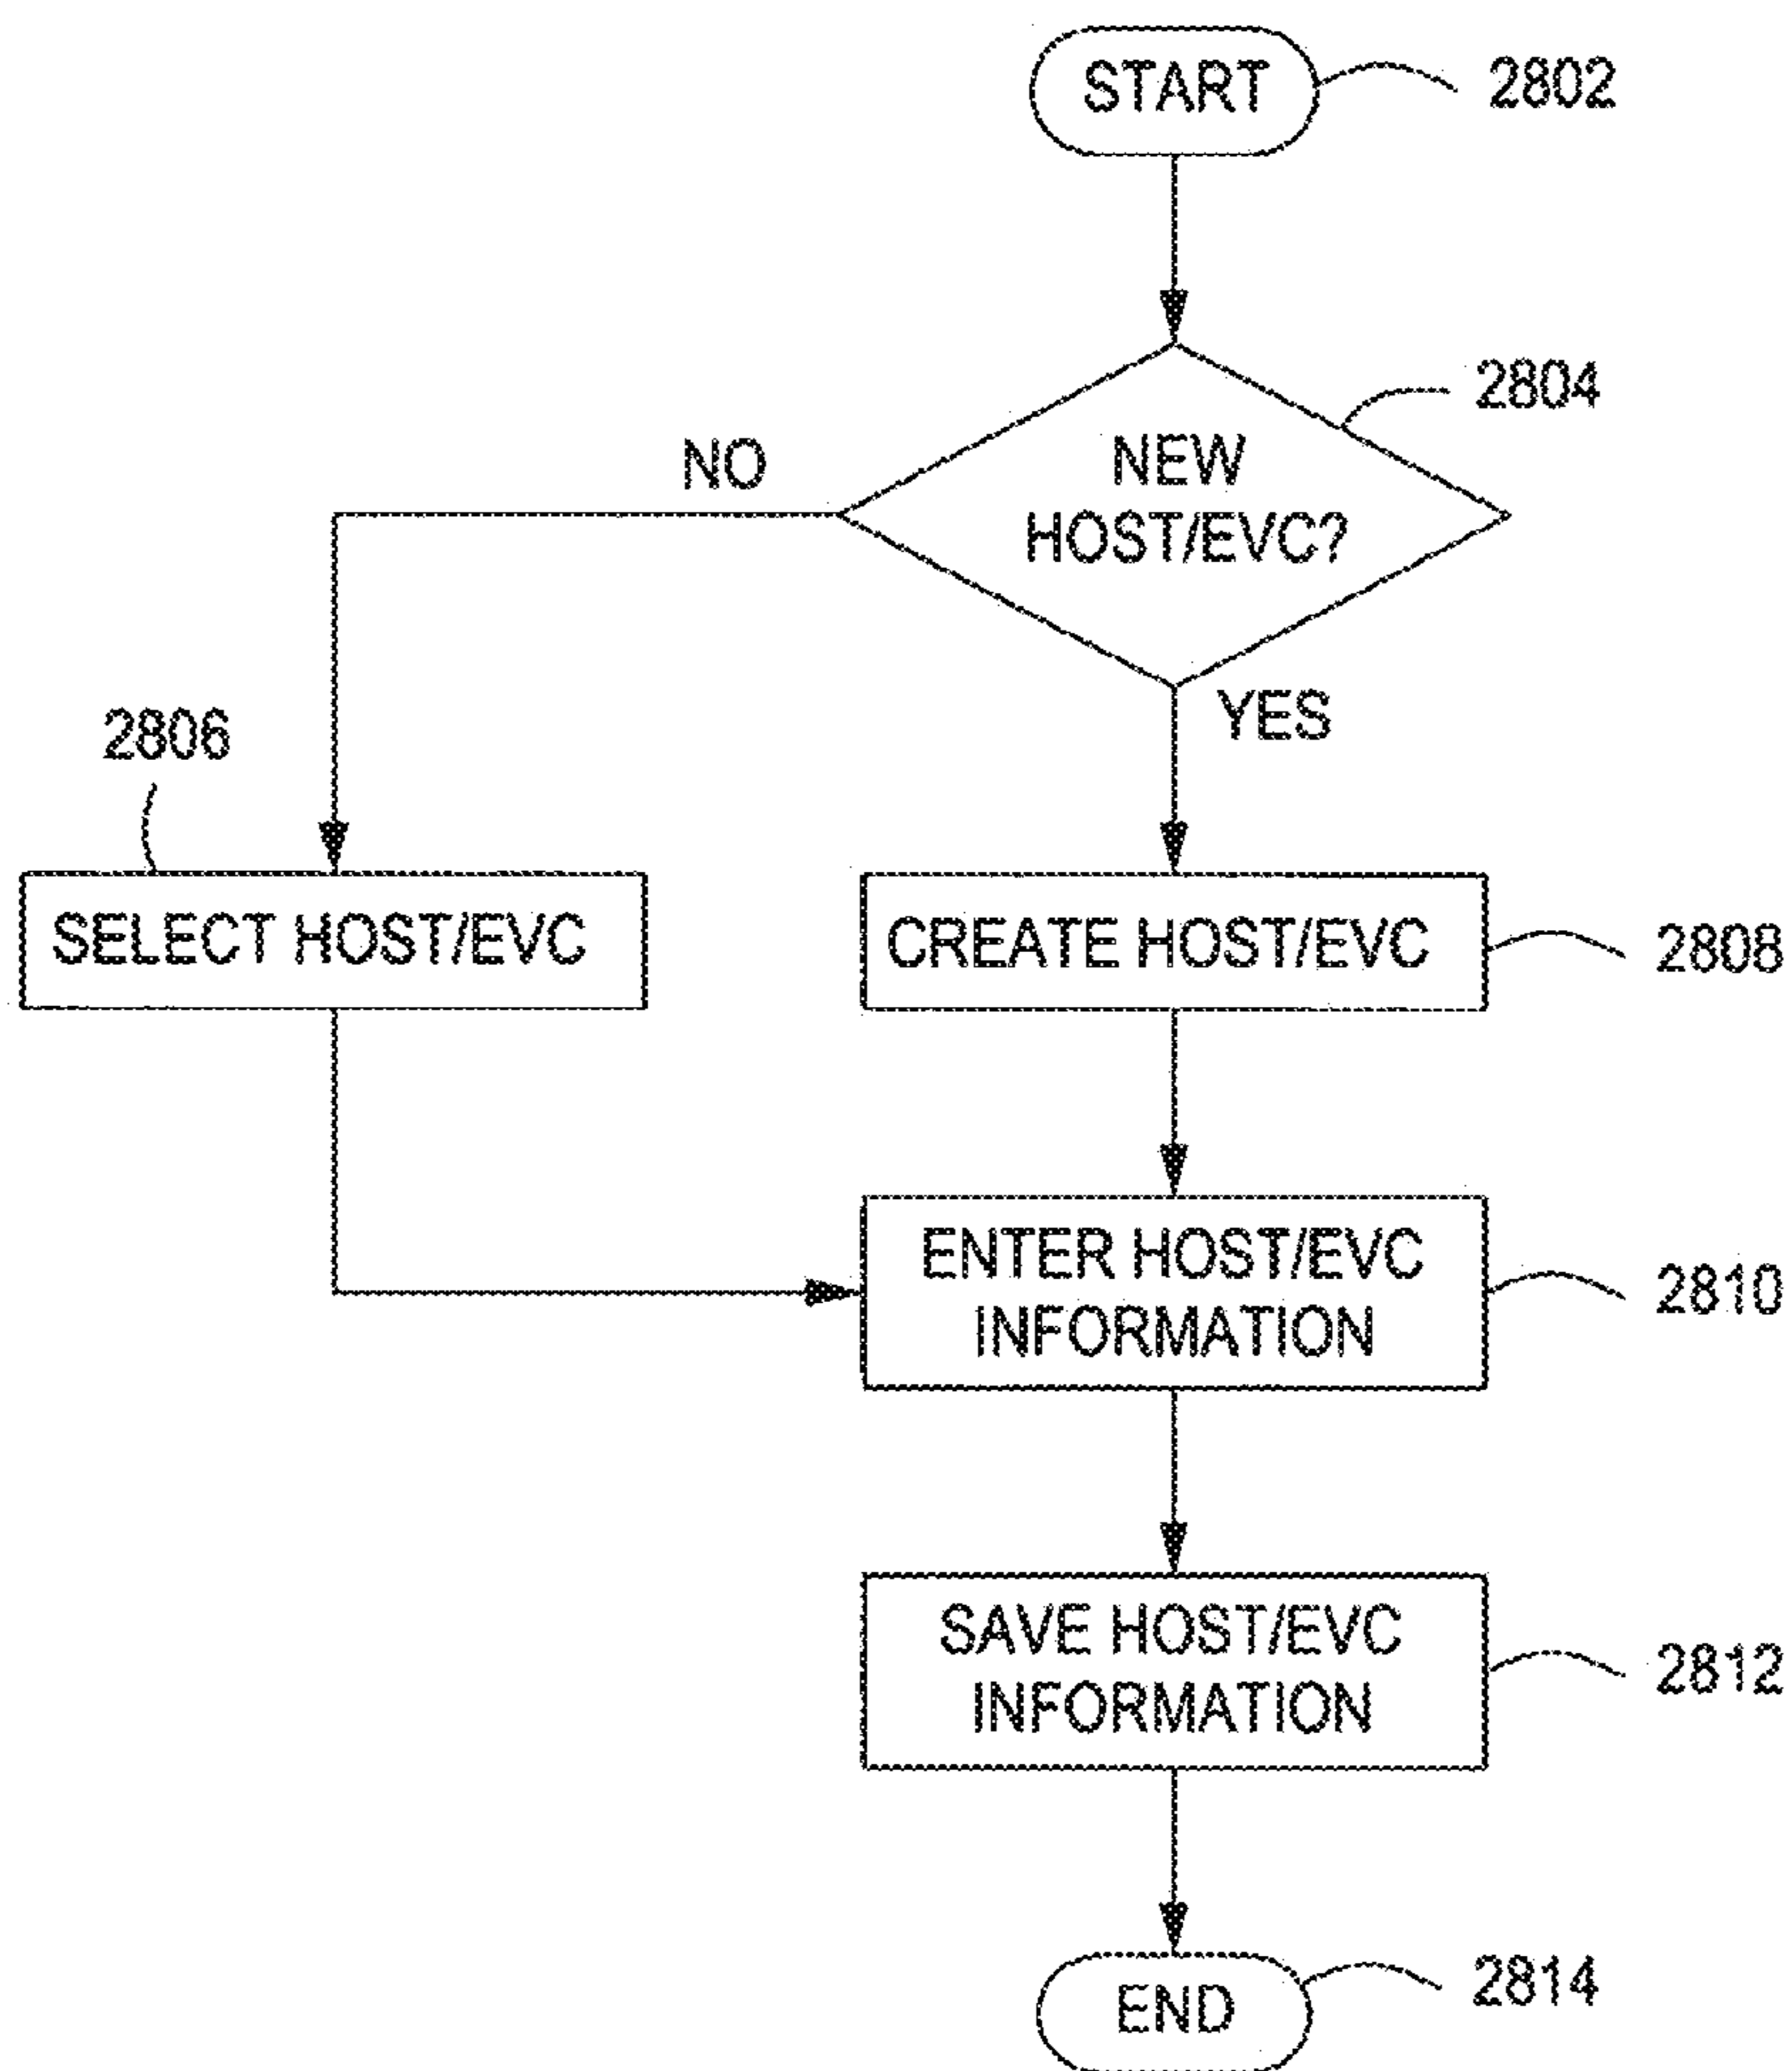 START
2802
2804
NO
NEW
HOST/EVC?
YES
2806
SELECT HOST/EVC
CREATE HOST/EVC
2808
ENTER HOST/EVC
INFORMATION
2810
SAVE HOST/EVC
INFORMATION
2812
END
2814